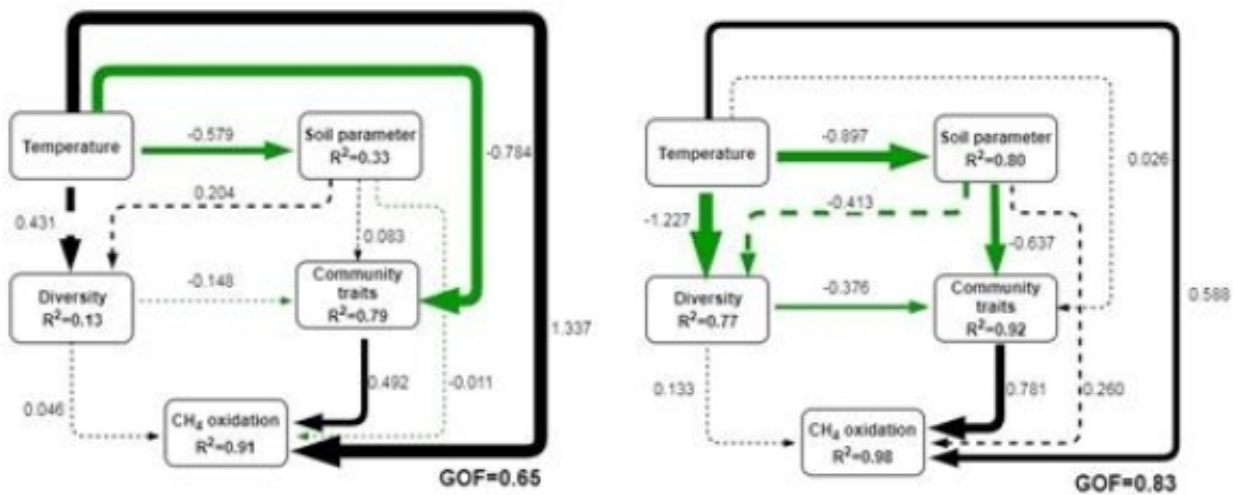 Temperature
-0.579
Soil parameter
R²=0.33
-0.784
0.204
0.431
0.083
Diversity
R²=0.13
-0.148
Community
traits
R²=0.79
1.337
0.492
-0.011
0.046
CH₄ oxidation
R²=0.91
GOF=0.65
Temperature
-0.897
Soil parameter
R²=0.80
0.026
-0.413
-1.227
-0.637
Diversity
R²=0.77
-0.376
Community
traits
R²=0.92
0.588
0.133
0.781
0.260
CH₄ oxidation
R²=0.98
GOF=0.83